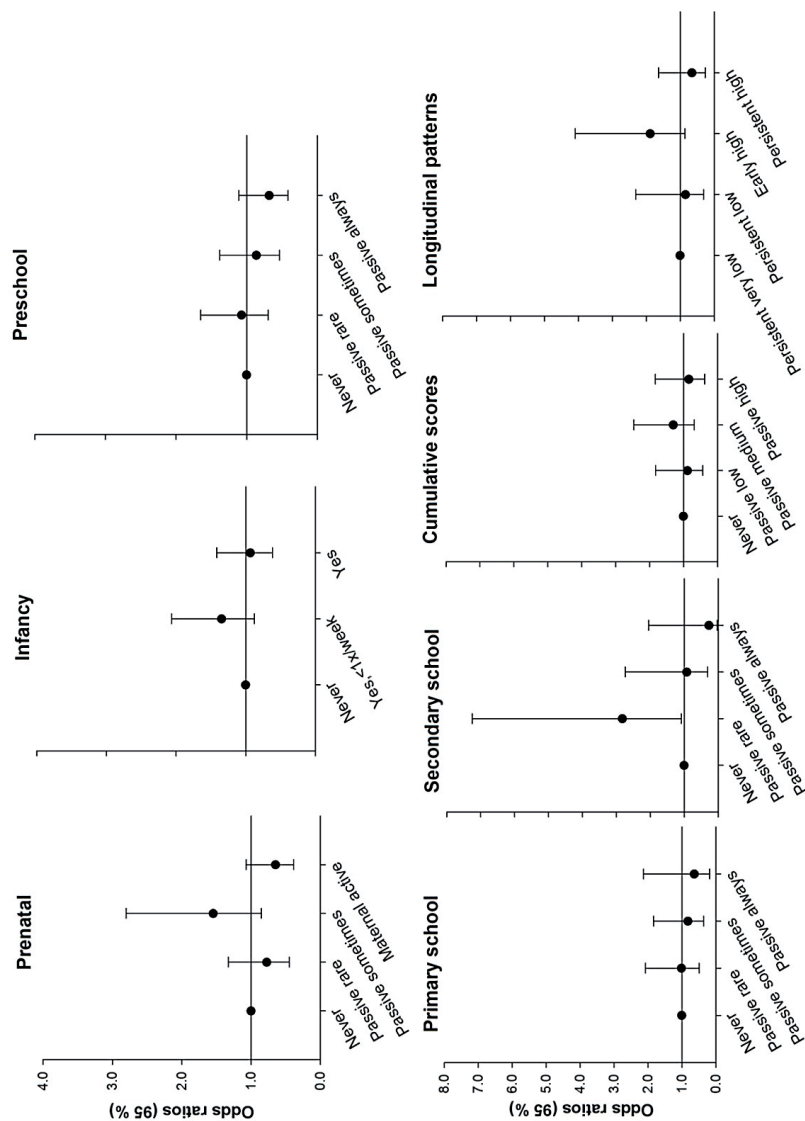 Prenatal
Infancy
Preschool
Odds ratios (95 %)
4.0
3.0
2.0
1.0
0.0
Never
Passive rare
Passive sometimes
Maternal active
Never
Yes,<1x/week
Yes
Never
Passive rare
Passive sometimes
Passive always
Primary school
Secondary school
Cumulative scores
Longitudinal patterns
Odds ratios (95 %)
8.0
7.0
6.0
5.0
4.0
3.0
2.0
1.0
0.0
Never
Passive rare
Passive sometimes
Passive always
Never
Passive rare
Passive sometimes
Passive always
Never
Passive low
Passive medium
Passive high
Persistent very low
Persistent low
Early high
Persistent high